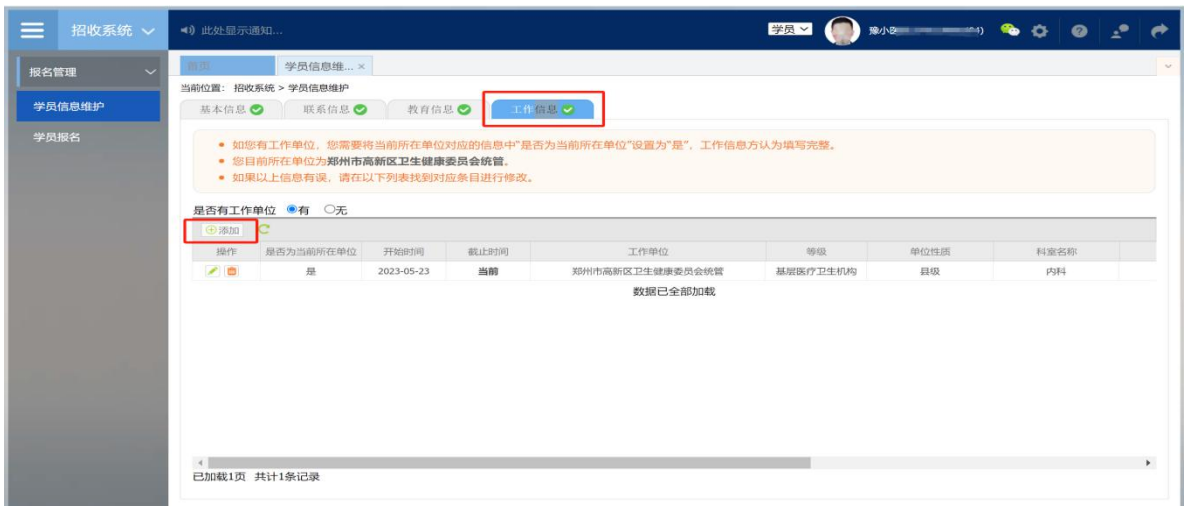 招收系统
此处显示通知...
学员
豫小
报名管理
首页
学员信息维...
当前位置: 招收系统 > 学员信息维护
学员信息维护
基本信息
联系信息
教育信息
工作信息
学员报名
如您有工作单位, 您需要将当前所在单位对应的信息中"是否为当前所在单位"设置为"是", 工作信息方认为填写完整。
您目前所在单位为郑州市高新区卫生健康委员会统管。
如果以上信息有误, 请在以下列表找到对应条目进行修改。
是否有工作单位 有 无
添加
操作 是否为当前所在单位 开始时间 截止时间 工作单位 等级 单位性质 科室名称
是 2023-05-23 当前 郑州市高新区卫生健康委员会统管 基层医疗卫生机构 县级 内科
数据已全部加载
已加载1页 共计1条记录